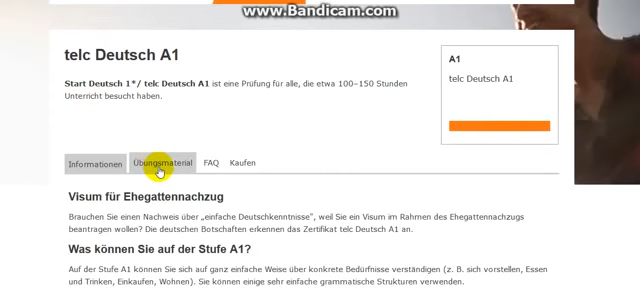 www.Bandicam.com
telc Deutsch A1
Start Deutsch 1*/ telc Deutsch A1 ist eine Prüfung für alle, die etwa 100–150 Stunden
Unterricht besucht haben.
A1
telc Deutsch A1
Informationen Übungsmaterial FAQ Kaufen
Visum für Ehegattennachzug
Brauchen Sie einen Nachweis über „einfache Deutschkenntnisse", weil Sie ein Visum im Rahmen des Ehegattennachzugs
beantragen wollen? Die deutschen Botschaften erkennen das Zertifikat telc Deutsch A1 an.
Was können Sie auf der Stufe A1?
Auf der Stufe A1 können Sie sich auf ganz einfache Weise über konkrete Bedürfnisse verständigen (z. B. sich vorstellen, Essen
und Trinken, Einkaufen, Wohnen). Sie können einige sehr einfache grammatische Strukturen verwenden.